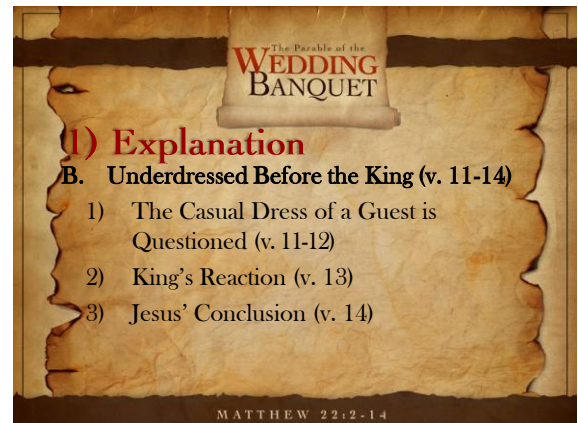 The Parable of the
WEDDING
BANQUET
1) Explanation
B. Underdressed Before the King (v. 11-14)
1) The Casual Dress of a Guest is
Questioned (v. 11-12)
2) King's Reaction (v. 13)
3) Jesus' Conclusion (v. 14)
MATTHEW 22:2-14